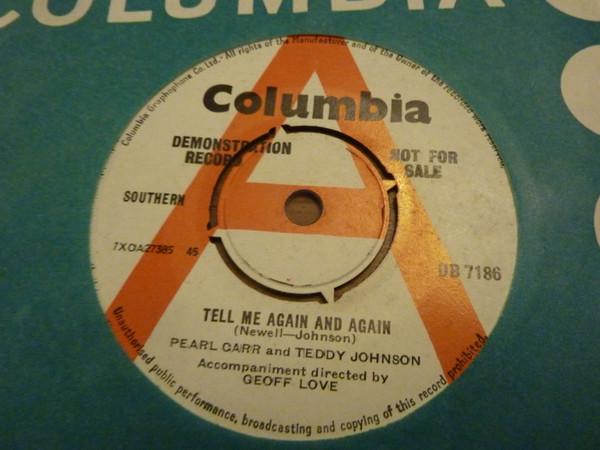 COLUMBIA
Columbia Graphophone Co. Ltd.- All rights of the Manufacturer and of the Owner of the Recorded Work
Columbia
DEMONSTRATION
RECORD
NOT FOR
SALE
SOUTHERN
7XOA27385 45
DB 7186
A
TELL ME AGAIN AND AGAIN
(Newell—Johnson)
PEARL CARR and TEDDY JOHNSON
Accompaniment directed by
GEOFF LOVE
Unauthorised public performance, broadcasting and copying of this record prohibited.